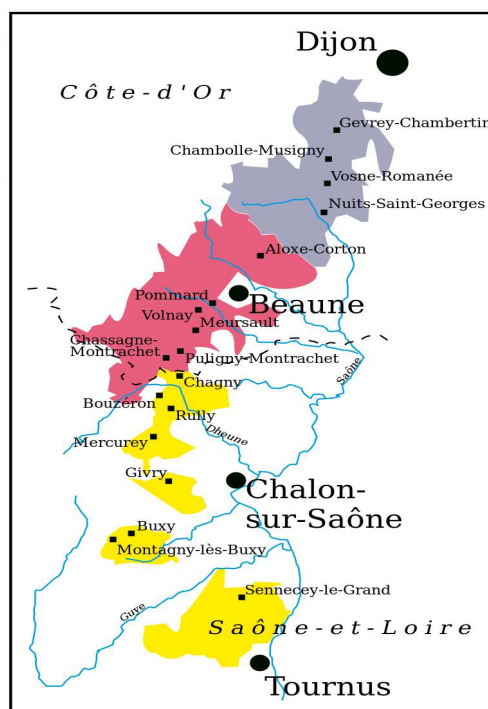 Dijon
Côte-d'Or
Gevrey-Chambertin
Chambolle-Musigny
Vosne-Romanée
Nuits-Saint-Georges
Aloxe-Corton
Pommard
Beaune
Volnay
Meursault
Chassagne-
Montrachet
Puligny-Montrachet
Saône
Chagny
Bouzeron
Rully
Dheune
Mercurey
Givry
Chalon-
sur-Saône
Buxy
Montagny-lès-Buxy
Sennecey-le-Grand
Guye
Saône-et-Loire
Tournus